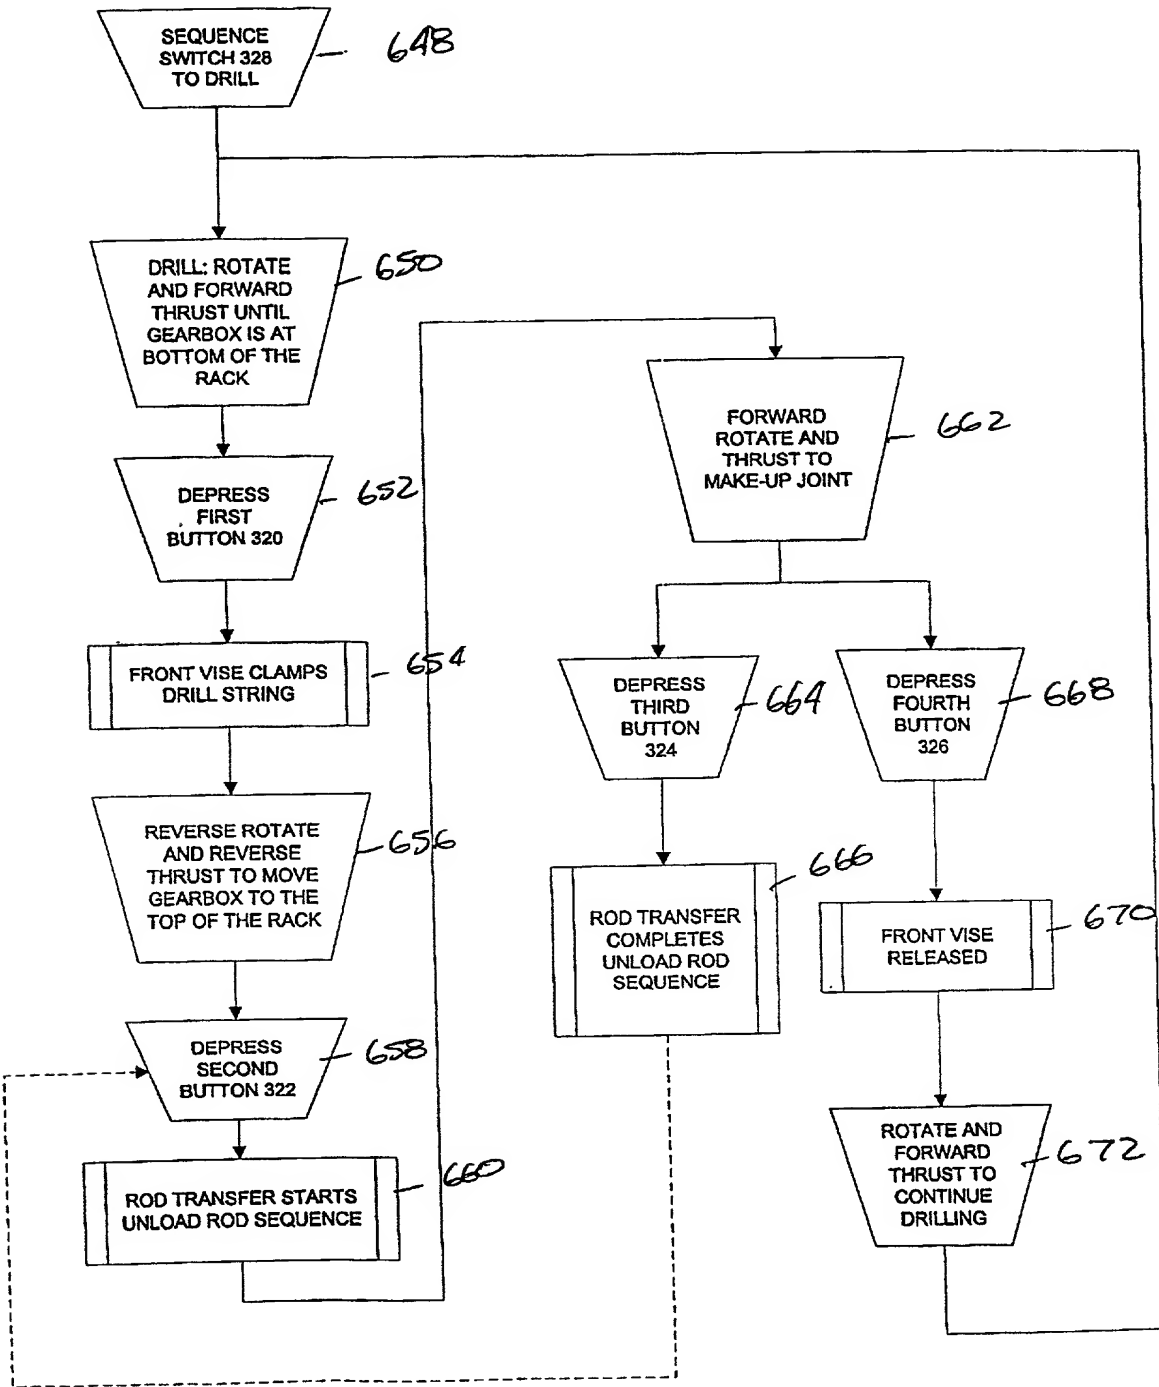 SEQUENCE
SWITCH 328
TO DRILL
648
DRILL: ROTATE
AND FORWARD
THRUST UNTIL
GEARBOX IS AT
BOTTOM OF THE
RACK
650
DEPRESS
FIRST
BUTTON 320
652
FRONT VISE CLAMPS
DRILL STRING
654
REVERSE ROTATE
AND REVERSE
THRUST TO MOVE
GEARBOX TO THE
TOP OF THE RACK
656
DEPRESS
SECOND
BUTTON 322
658
ROD TRANSFER STARTS
UNLOAD ROD SEQUENCE
660
FORWARD
ROTATE AND
THRUST TO
MAKE-UP JOINT
662
DEPRESS
THIRD
BUTTON
324
664
ROD TRANSFER
COMPLETES
UNLOAD ROD
SEQUENCE
666
DEPRESS
FOURTH
BUTTON
326
668
FRONT VISE
RELEASED
670
ROTATE AND
FORWARD
THRUST TO
CONTINUE
DRILLING
672